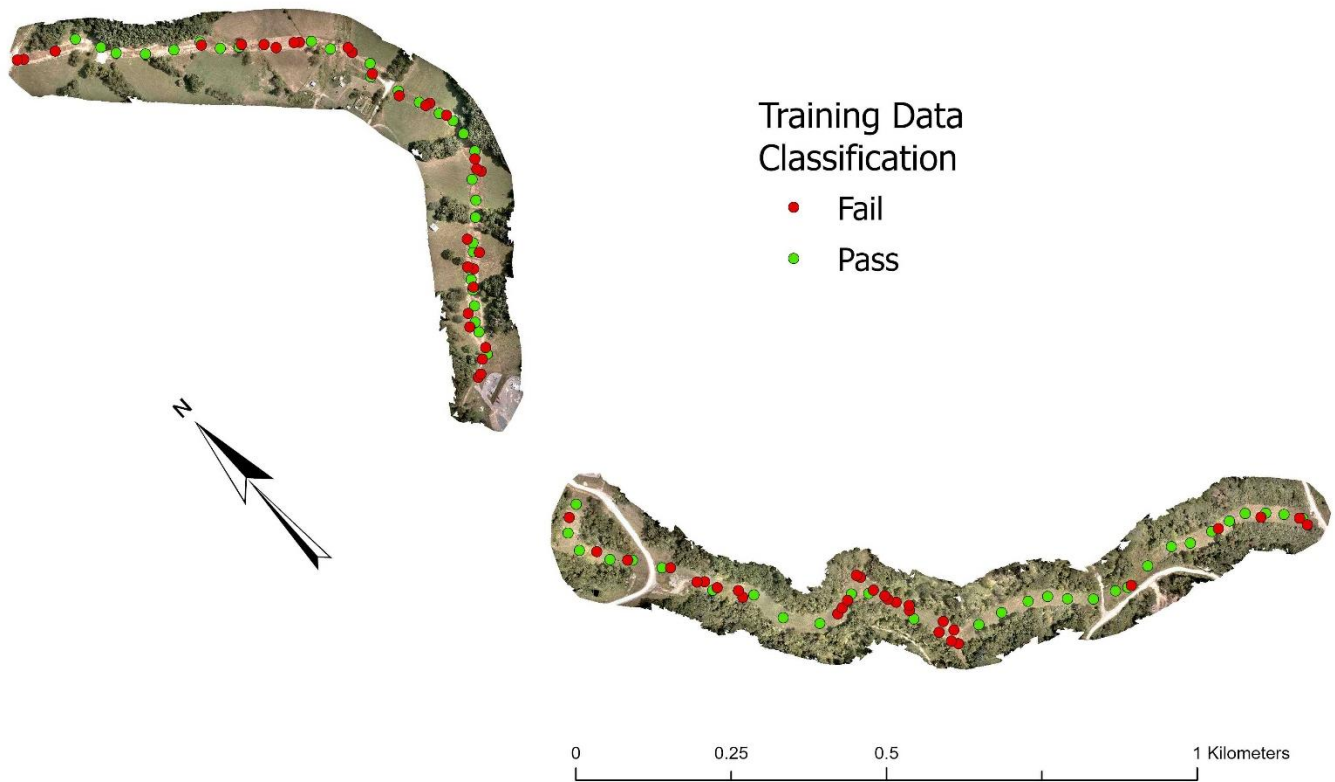 Training Data
Classification
Fail
Pass
N
0 0.25 0.5 1 Kilometers